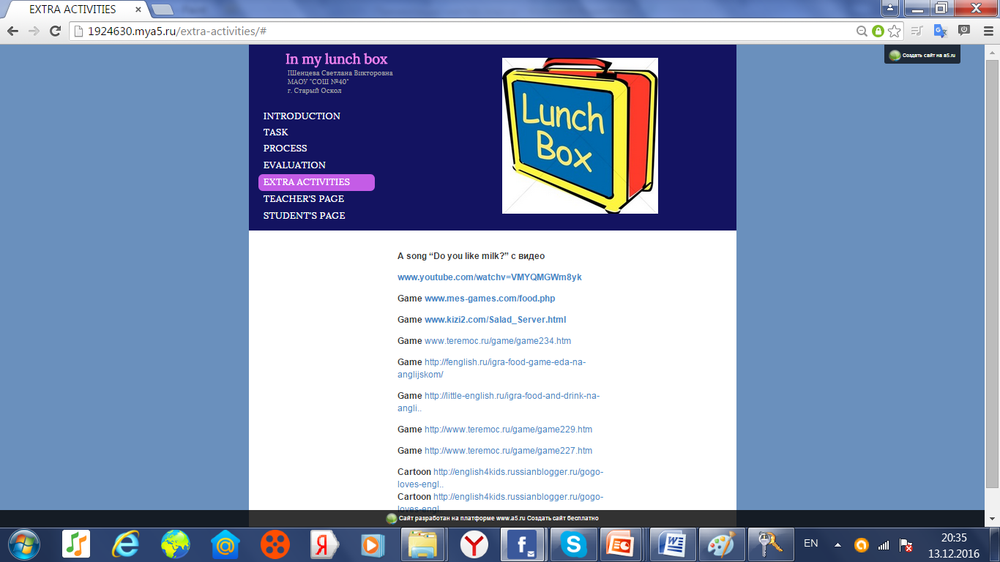 EXTRA ACTIVITIES
1924630.mya5.ru/extra-activities/#
Создать сайт на a5.ru
In my lunch box
IШенцева Светлана Викторовна
МАОУ "СОШ №40"
г. Старый Оскол
Lunch
Box
INTRODUCTION
TASK
PROCESS
EVALUATION
EXTRA ACTIVITIES
TEACHER'S PAGE
STUDENT'S PAGE
A song “Do you like milk?” с видео
www.youtube.com/watchv=VMYQMGWm8yk
Game www.mes-games.com/food.php
Game www.kizi2.com/Salad_Server.html
Game www.teremoc.ru/game/game234.htm
Game http://fenglish.ru/igra-food-game-eda-na-
anglijskom/
Game http://little-english.ru/igra-food-and-drink-na-
angli..
Game http://www.teremoc.ru/game/game229.htm
Game http://www.teremoc.ru/game/game227.htm
Cartoon http://english4kids.russianblogger.ru/gogo-
loves-engl..
Cartoon http://english4kids.russianblogger.ru/gogo-
loves-engl
Сайт разработан на платформе www.a5.ru Создать сайт бесплатно
EN
20:35
13.12.2016